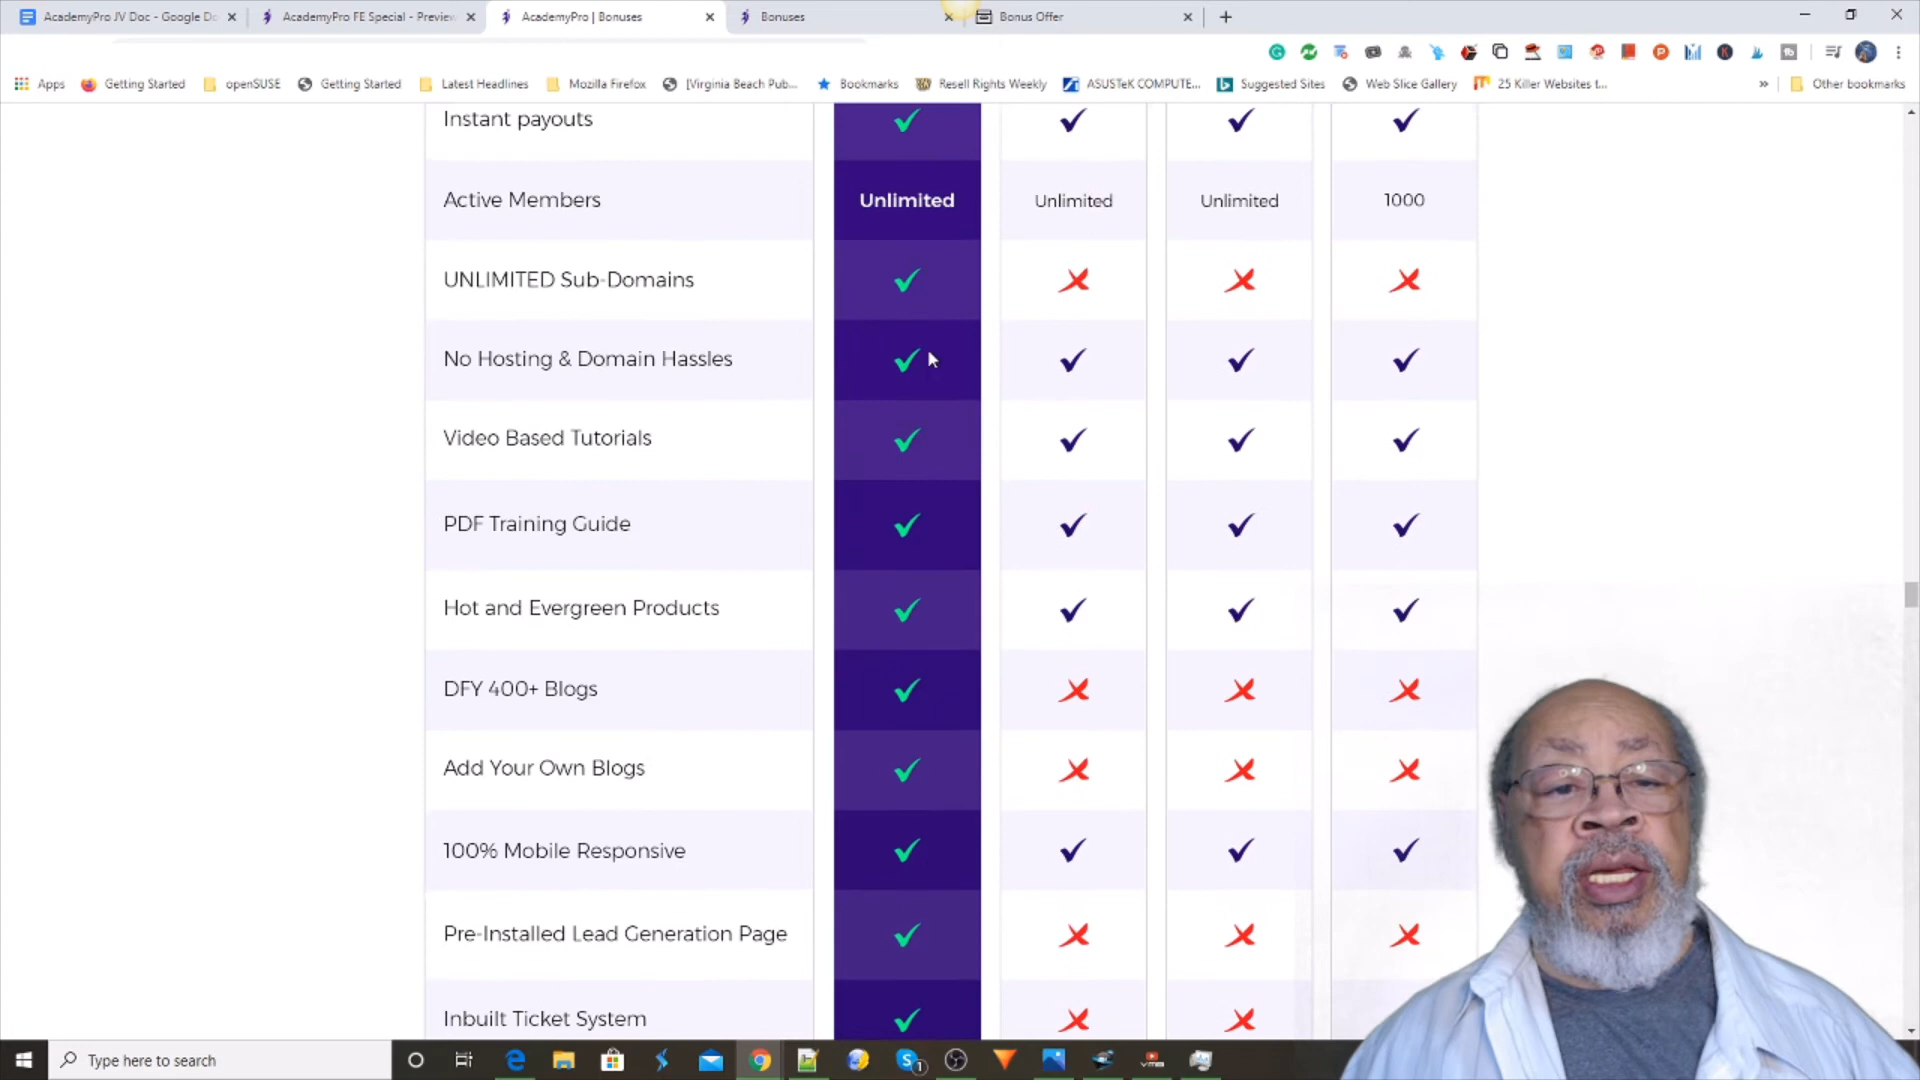 AcademyPro JV Doc - Google Do
AcademyPro FE Special - Preview
AcademyPro | Bonuses
Bonuses
Bonus Offer
Apps
Getting Started
openSUSE
Getting Started
Latest Headlines
Mozilla Firefox
[Virginia Beach Pub...
Bookmarks
Resell Rights Weekly
ASUSTeK COMPUTE...
Suggested Sites
Web Slice Gallery
25 Killer Websites t...
»
Other bookmarks
Instant payouts
Active Members Unlimited Unlimited Unlimited 1000
UNLIMITED Sub-Domains
No Hosting & Domain Hassles
Video Based Tutorials
PDF Training Guide
Hot and Evergreen Products
DFY 400+ Blogs
Add Your Own Blogs
100% Mobile Responsive
Pre-Installed Lead Generation Page
Inbuilt Ticket System
Type here to search